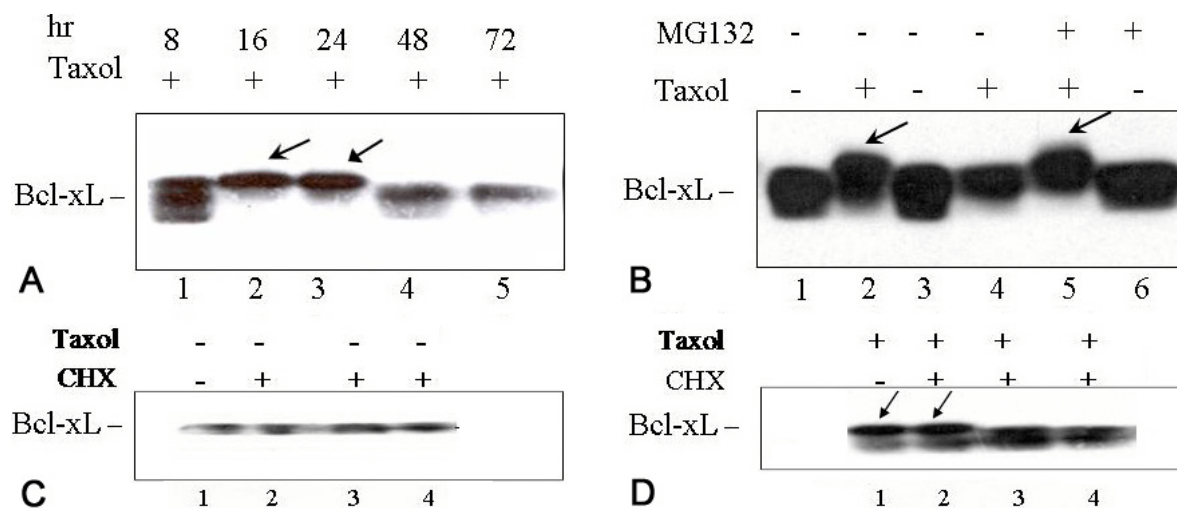 hr 8 16 24 48 72
Taxol + + + + +
Bcl-xL –
A 1 2 3 4 5
MG132 - - - - + +
Taxol - + - + + -
Bcl-xL –
B 1 2 3 4 5 6
Taxol - - - -
CHX - + + +
Bcl-xL –
C 1 2 3 4
Taxol + + + +
CHX - + + +
Bcl-xL –
D 1 2 3 4